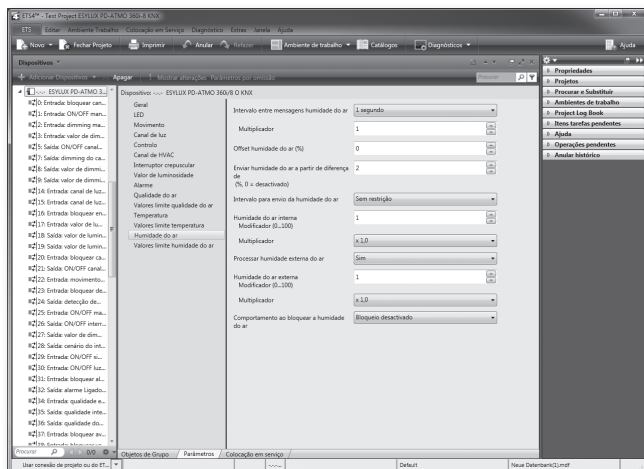 ETS4™ - Test Project ESYLUX PD-ATMO 360i-8 KNX
ETS Editar Ambiente Trabalho Colocação em Serviço Diagnóstico Extras Janela Ajuda
Novo Fechar Projeto Imprimir Anular Refazer Ambiente de trabalho Catálogos Diagnósticos Ajuda
Dispositivos
Adicionar Dispositivos Apagar Mostrar alterações Parâmetros por omissão Procurar
-.-.- ESYLUX PD-ATMO 3...
0: Entrada: bloquear can...
1: Entrada: ON/OFF man...
2: Entrada: dimming ma...
3: Entrada: valor de dim...
5: Saída: ON/OFF canal...
7: Saída: dimming do ca...
8: Saída: valor de dimmi...
9: Saída: valor de dimmi...
14: Entrada: canal de luz...
15: Entrada: canal de luz...
16: Entrada: bloquear en...
17: Entrada: valor de lu...
18: Saída: valor de lumin...
19: Saída: valor de lumin...
20: Entrada: bloquear ca...
21: Saída: ON/OFF canal...
22: Entrada: movimento...
23: Entrada: bloquear de...
24: Saída: detecção de...
25: Entrada: ON/OFF ma...
26: Saída: ON/OFF interr...
27: Saída: valor de dim...
28: Saída: cenário do int...
29: Entrada: ON/OFF si...
30: Entrada: ON/OFF luz...
31: Entrada: bloquear al...
32: Saída: alarme Ligado...
34: Entrada: qualidade e...
35: Saída: qualidade inte...
36: Saída: qualidade do...
37: Entrada: bloquear av...
Procurar 0/0
Dispositivo: -.-.- ESYLUX PD-ATMO 360i/8 O KNX
Geral
LED
Movimento
Canal de luz
Controlo
Canal de HVAC
Interruptor crepuscular
Valor de luminosidade
Alarme
Qualidade do ar
Valores limite qualidade do ar
Temperatura
Valores limite temperatura
Humidade do ar
Valores limite humidade do ar
Intervalo entre mensagens humidade do ar 1 segundo
Multiplicador 1
Offset humidade do ar (%) 0
Enviar humidade do ar a partir de diferença 2
de
(%, 0 = desactivado)
Intervalo para envio da humidade do ar Sem restrição
Humidade do ar interna 1
Modificador (0...100)
Multiplicador x 1,0
Processar humidade externa do ar Sim
Humidade do ar externa 1
Modificador (0...100)
Multiplicador x 1,0
Comportamento ao bloquear a humidade Bloqueio desactivado
do ar
Objetos de Grupo Parâmetros Colocação em serviço
Propriedades
Projetos
Procurar e Substituir
Ambientes de trabalho
Project Log Book
Itens tarefas pendentes
Ajuda
Operações pendentes
Anular histórico
Usar conexão de projeto ou do ET... -.-.-... Default Neue Datenbank(1).mdf